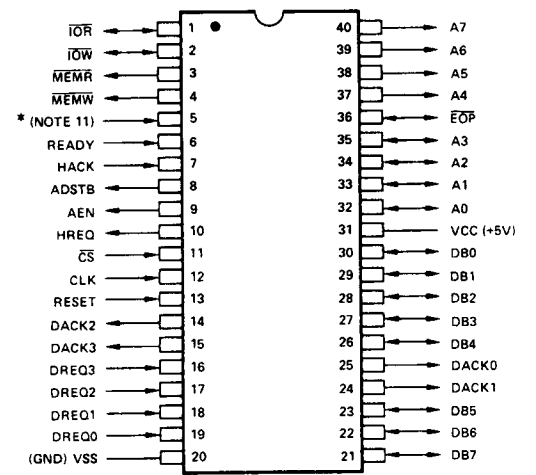 IOR 1 40 A7
IOW 2 39 A6
MEMR 3 38 A5
MEMW 4 37 A4
* (NOTE 11) 5 36 EOP
READY 6 35 A3
HACK 7 34 A2
ADSTB 8 33 A1
AEN 9 32 A0
HREQ 10 31 VCC (+5V)
CS 11 30 DB0
CLK 12 29 DB1
RESET 13 28 DB2
DACK2 14 27 DB3
DACK3 15 26 DB4
DREQ3 16 25 DACK0
DREQ2 17 24 DACK1
DREQ1 18 23 DB5
DREQ0 19 22 DB6
(GND) VSS 20 21 DB7